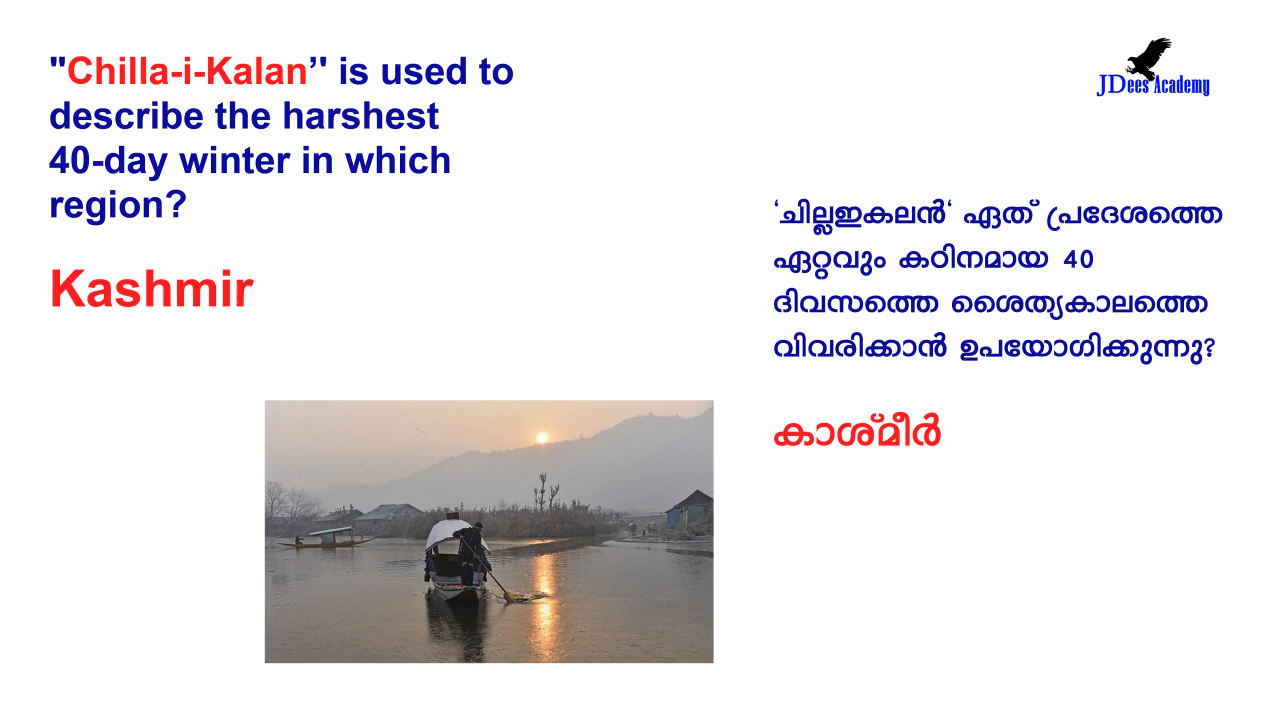 "Chilla-i-Kalan’' is used to
describe the harshest
40-day winter in which
region?
Kashmir
JDees Academy
‘ചില്ലഇകലൻ‘ ഏത് പ്രദേശത്തെ
ഏറ്റവും കഠിനമായ 40
ദിവസത്തെ ശൈത്യകാലത്തെ
വിവരിക്കാൻ ഉപയോഗിക്കുന്നു?
കാശ്മീർ